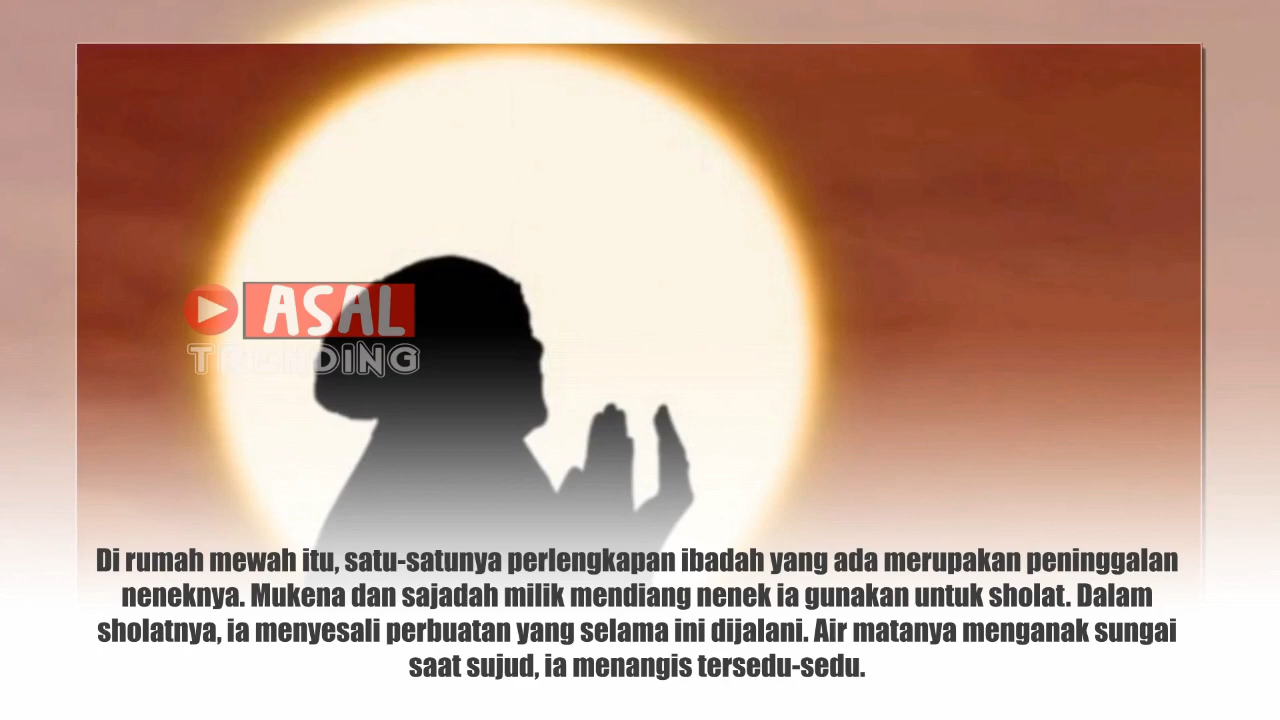 ASAL
TRENDING
Di rumah mewah itu, satu-satunya perlengkapan ibadah yang ada merupakan peninggalan
neneknya. Mukena dan sajadah milik mendiang nenek ia gunakan untuk sholat. Dalam
sholatnya, ia menyesali perbuatan yang selama ini dijalani. Air matanya menganak sungai
saat sujud, ia menangis tersedu-sedu.